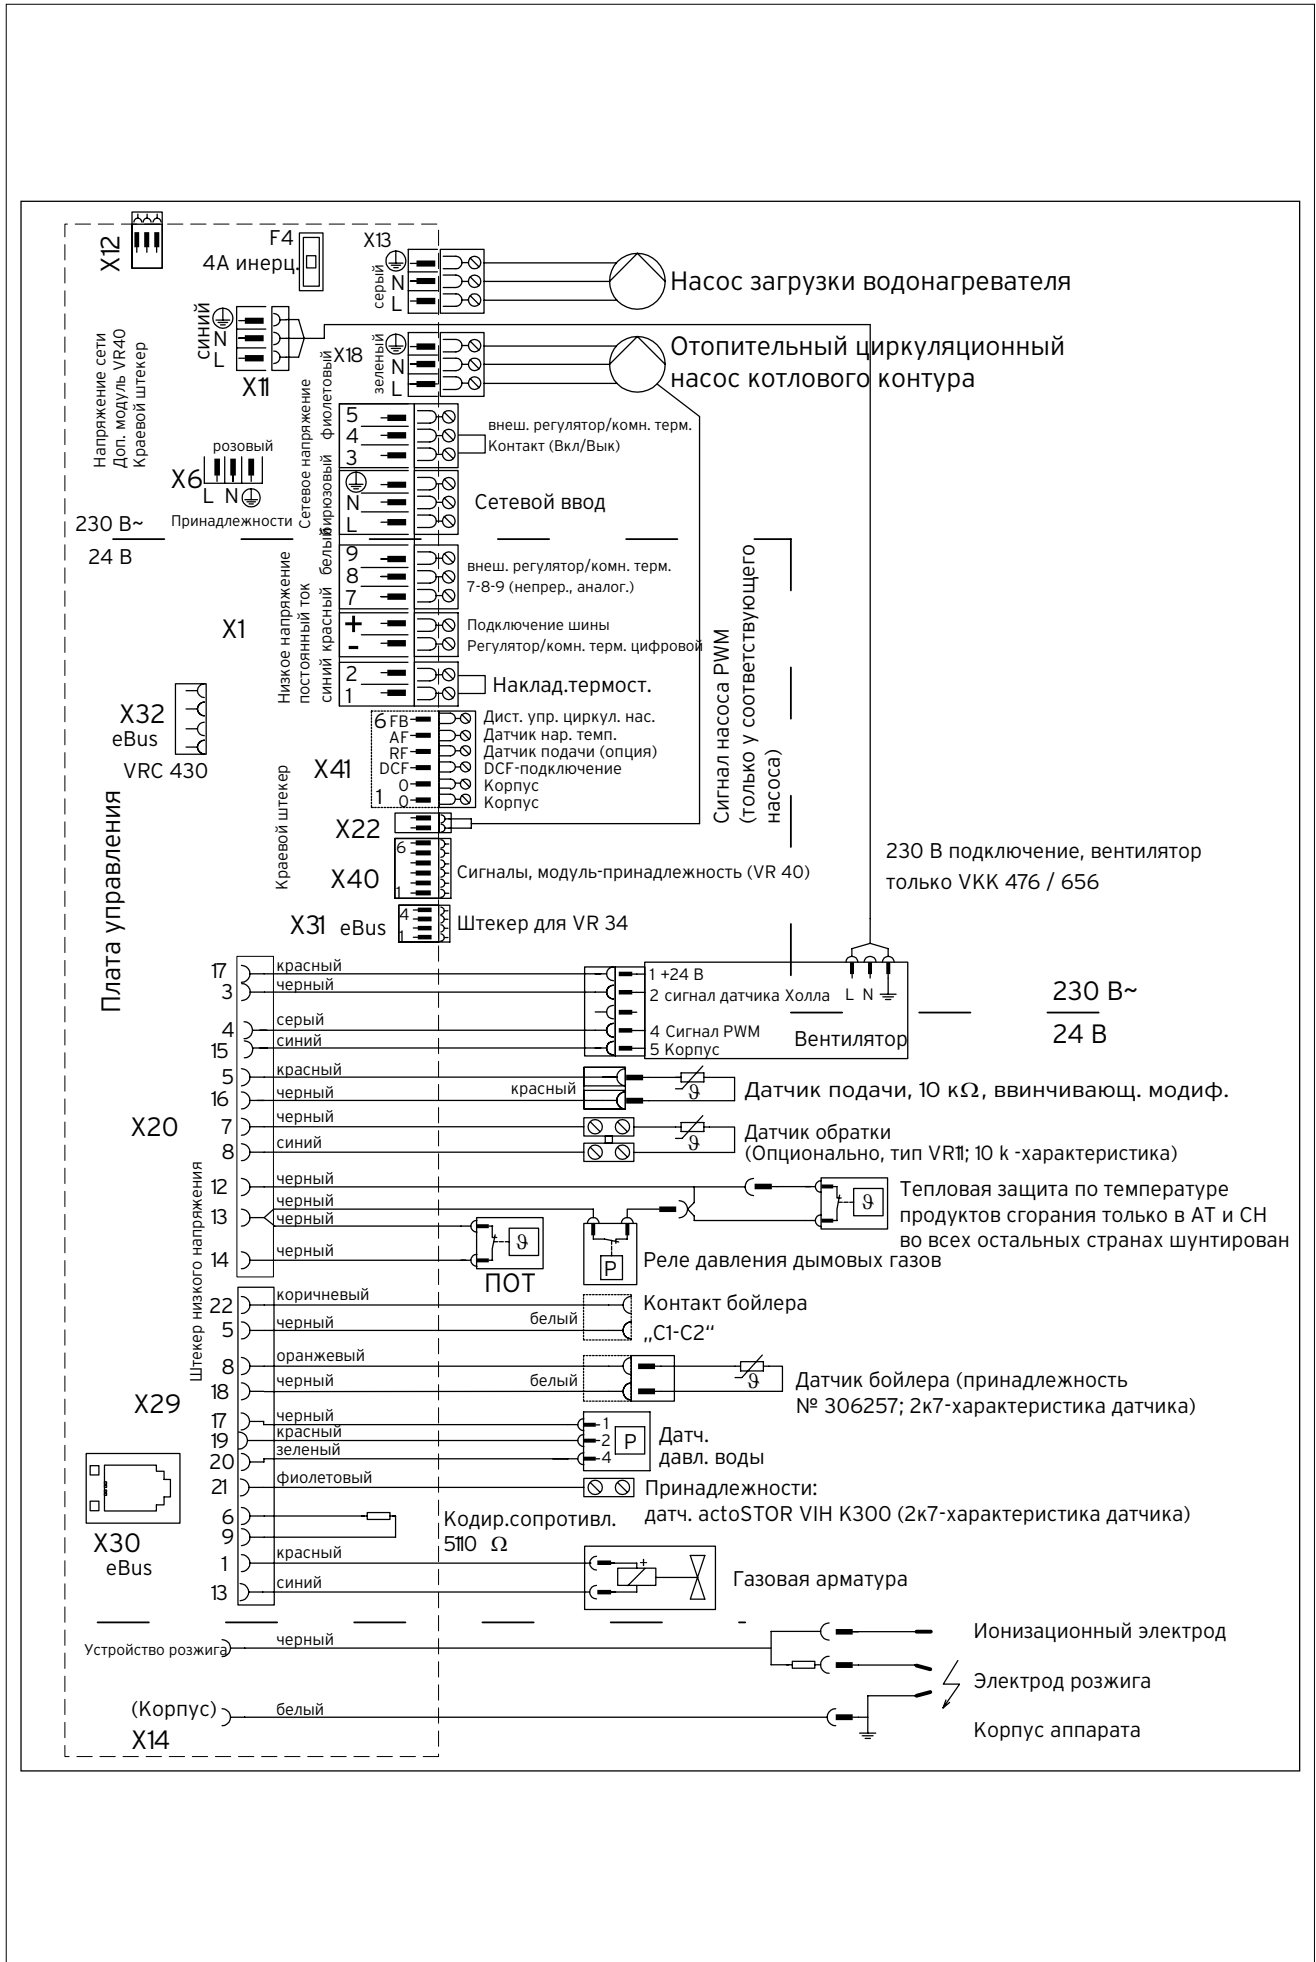 X12
F4
4А инерц.
X13
серый
N
L
Насос загрузки водонагревателя
синий
N
L
X11
X18
зеленый
N
L
Отопительный циркуляционный
насос котлового контура
Напряжение сети
Доп. модуль VR40
Краевой штекер
розовый
X6
L N
Принадлежности
230 В~
24 В
Сетевое напряжение
фиолетовый
5
4
3
внеш. регулятор/комн. терм.
Контакт (Вкл/Вык)
бирюзовый
N
L
Сетевой ввод
X1
Низкое напряжение
постоянный ток
белый
9
8
7
внеш. регулятор/комн. терм.
7-8-9 (непрер., аналог.)
красный
+
-
Подключение шины
Регулятор/комн. терм. цифровой
синий
2
1
Наклад.термост.
Сигнал насоса PWM
(только у соответствующего
насоса)
X32
eBus
VRC 430
X41
6 FB
AF
RF
DCF
0
1 0
Дист. упр. циркул. нас.
Датчик нар. темп.
Датчик подачи (опция)
DCF-подключение
Корпус
Корпус
Краевой штекер
X22
X40
6
1
Сигналы, модуль-принадлежность (VR 40)
X31 eBus
4
1
Штекер для VR 34
230 В подключение, вентилятор
только VKK 476 / 656
Плата управления
17 красный 1 +24 В
3 черный 2 сигнал датчика Холла
L N
4 серый 4 Сигнал PWM
15 синий 5 Корпус
Вентилятор
230 В~
24 В
5 красный
16 черный красный
Датчик подачи, 10 кΩ, ввинчивающ. модиф.
ϑ
X20
7 черный
8 синий
ϑ
Датчик обратки
(Опционально, тип VR11; 10 k -характеристика)
Штекер низкого напряжения
12 черный
13 черный
черный
14 черный
ϑ
ПОТ
P
Реле давления дымовых газов
ϑ
Тепловая защита по температуре
продуктов сгорания только в AT и CH
во всех остальных странах шунтирован
22 коричневый
5 черный белый
Контакт бойлера
„C1-C2“
8 оранжевый
18 черный белый
ϑ
Датчик бойлера (принадлежность
№ 306257; 2к7-характеристика датчика)
X29
17 черный 1
19 красный 2
20 зеленый 4
P
Датч.
давл. воды
21 фиолетовый
Принадлежности:
датч. actoSTOR VIH K300 (2к7-характеристика датчика)
X30
eBus
6
9
Кодир.сопротивл.
5110 Ω
1 красный
13 синий
+
Газовая арматура
Устройство розжига черный
Ионизационный электрод
Электрод розжига
(Корпус) белый
X14
Корпус аппарата